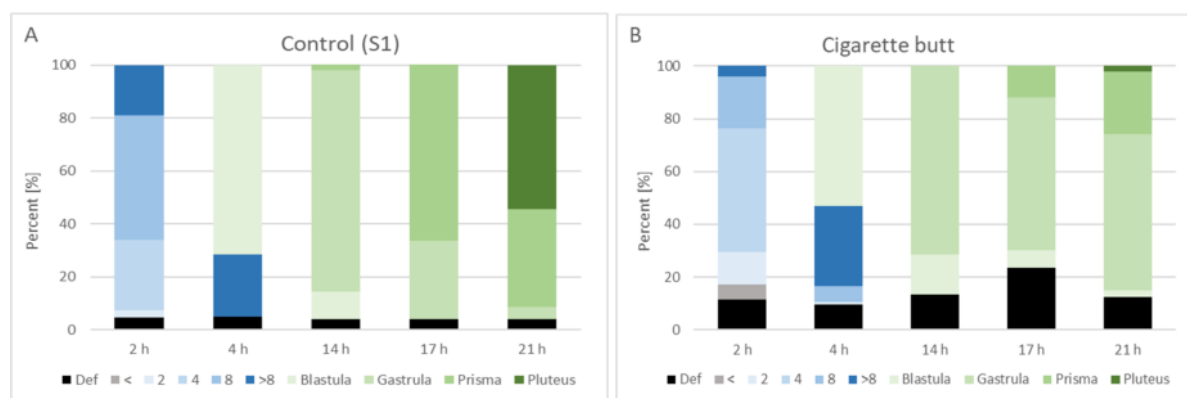 A
Control (S1)
100
80
60
40
20
0
Percent [%]
2 h 4 h 14 h 17 h 21 h
Def < 2 4 8 >8 Blastula Gastrula Prisma Pluteus
B
Cigarette butt
100
80
60
40
20
0
Percent [%]
2 h 4 h 14 h 17 h 21 h
Def < 2 4 8 >8 Blastula Gastrula Prisma Pluteus